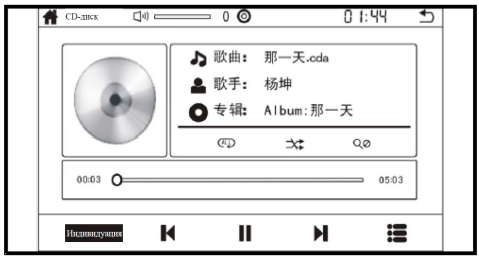 CD-диск 0 01:44
歌曲: 那一天.cda
歌手: 杨坤
专辑: Album:那一天
ALL
00:03 05:03
Индивидуация